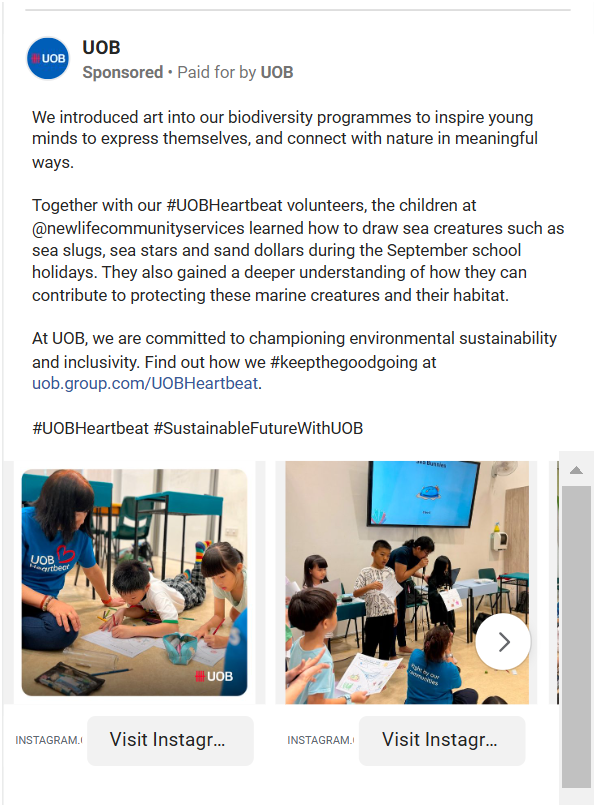 UOB
UOB
Sponsored • Paid for by UOB
We introduced art into our biodiversity programmes to inspire young
minds to express themselves, and connect with nature in meaningful
ways.
Together with our #UOBHeartbeat volunteers, the children at
@newlifecommunityservices learned how to draw sea creatures such as
sea slugs, sea stars and sand dollars during the September school
holidays. They also gained a deeper understanding of how they can
contribute to protecting these marine creatures and their habitat.
At UOB, we are committed to championing environmental sustainability
and inclusivity. Find out how we #keepthegoodgoing at
uob.group.com/UOBHeartbeat.
#UOBHeartbeat #SustainableFutureWithUOB
Sea Bunnies
UOB
Heartbeat
Right by our
Communities
UOB
INSTAGRAM.
Visit Instagr...
INSTAGRAM.
Visit Instagr...